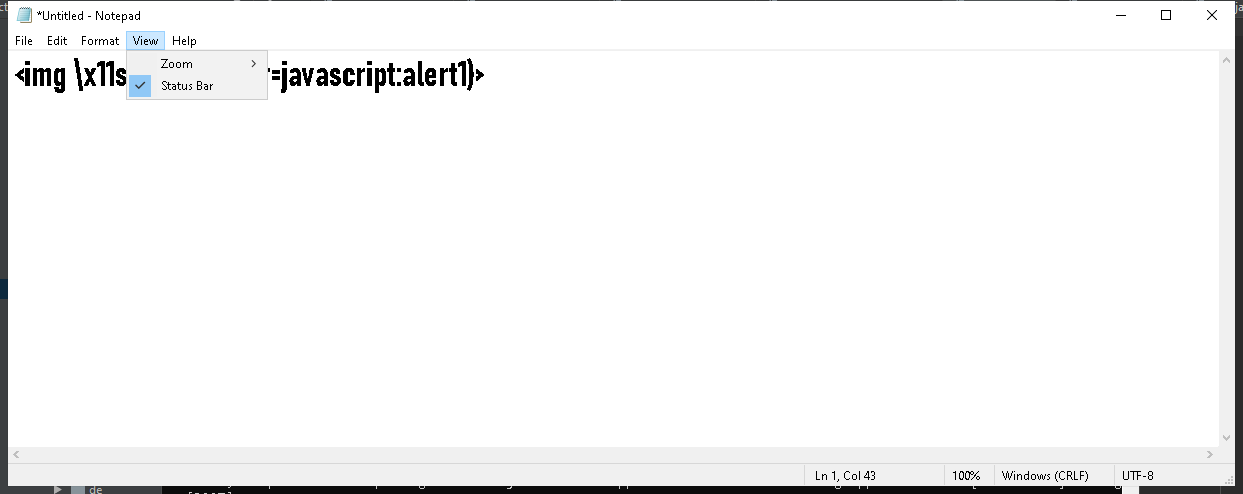 *Untitled - Notepad
File Edit Format View Help
Zoom
Status Bar
<img \x11s r=javascript:alert1)>
Ln 1, Col 43 100% Windows (CRLF) UTF-8
de